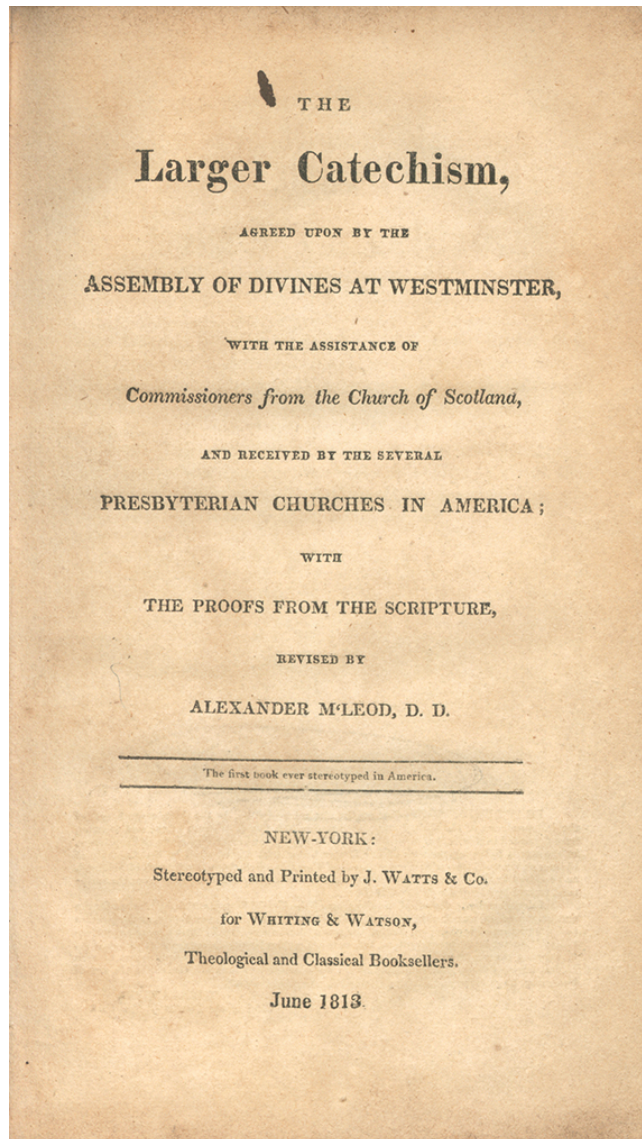 THE
Larger Catechism,
AGREED UPON BY THE
ASSEMBLY OF DIVINES AT WESTMINSTER,
WITH THE ASSISTANCE OF
Commissioners from the Church of Scotland,
AND RECEIVED BY THE SEVERAL
PRESBYTERIAN CHURCHES IN AMERICA;
WITH
THE PROOFS FROM THE SCRIPTURE,
REVISED BY
ALEXANDER M‘LEOD, D. D.
The first book ever stereotyped in America.
NEW-YORK:
Stereotyped and Printed by J. WATTS & Co.
for WHITING & WATSON,
Theological and Classical Booksellers.
June 1813